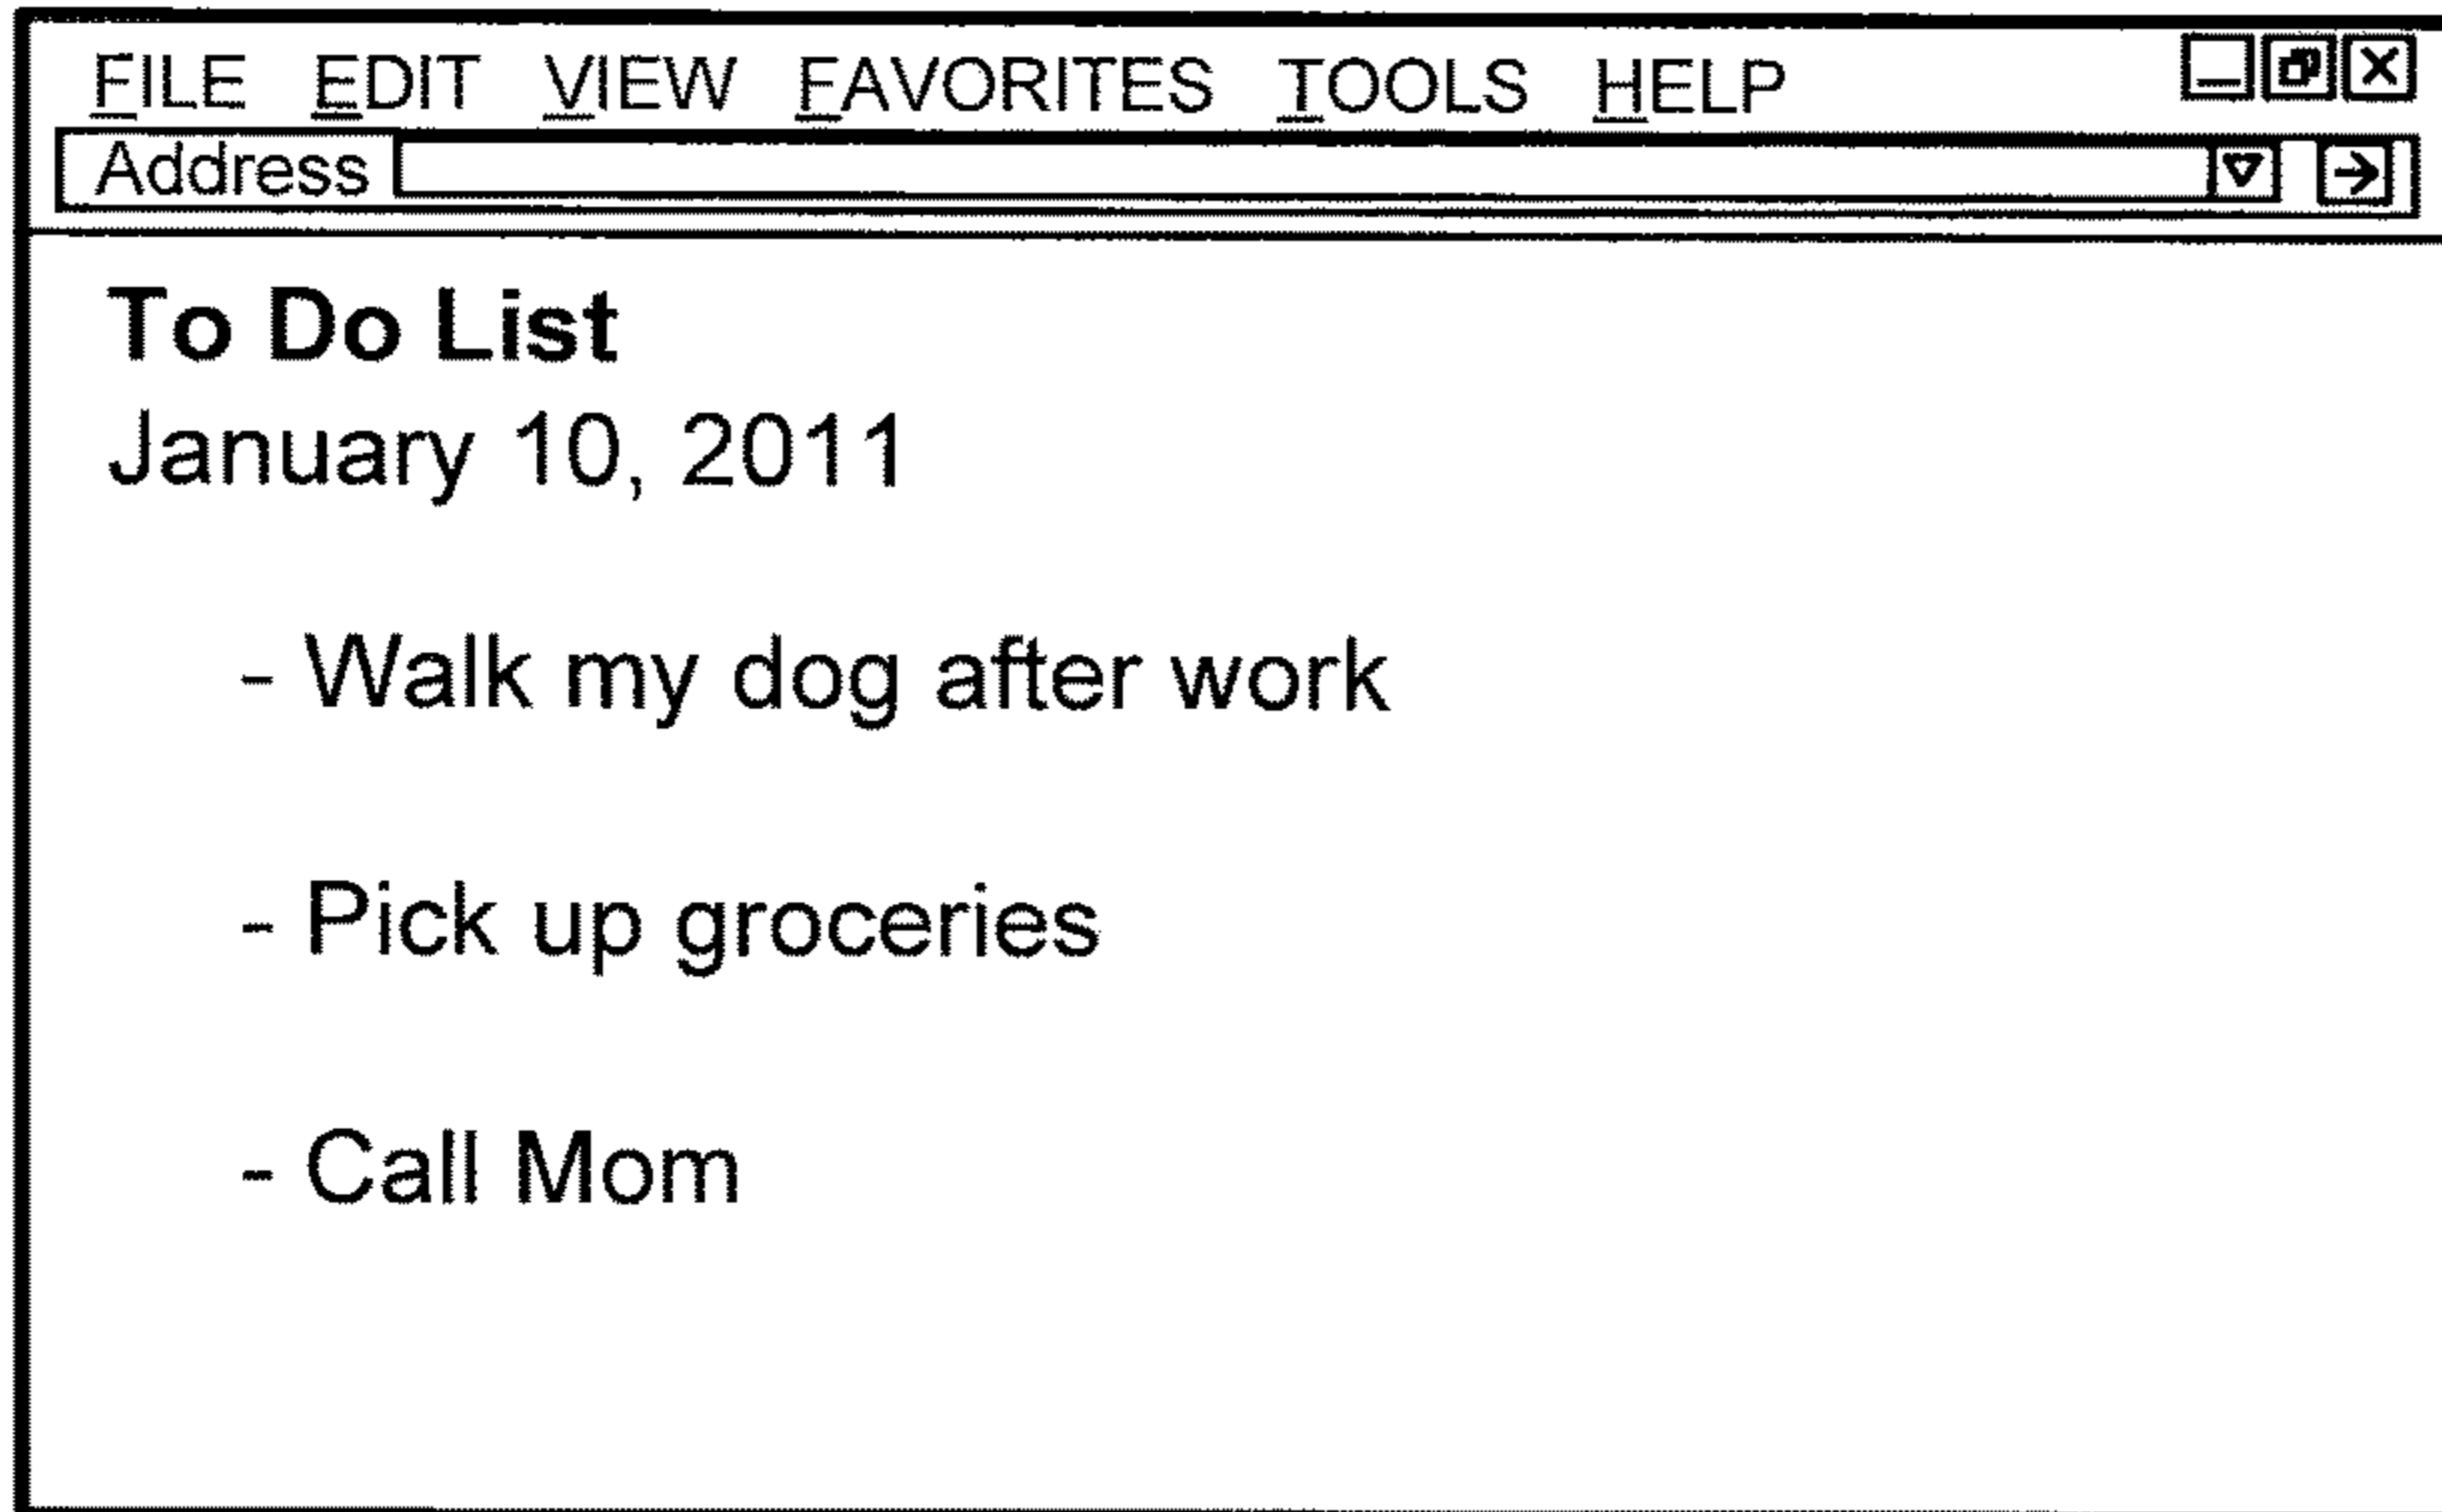 FILE EDIT VIEW FAVORITES TOOLS HELP
Address
To Do List
January 10, 2011
- Walk my dog after work
- Pick up groceries
- Call Mom